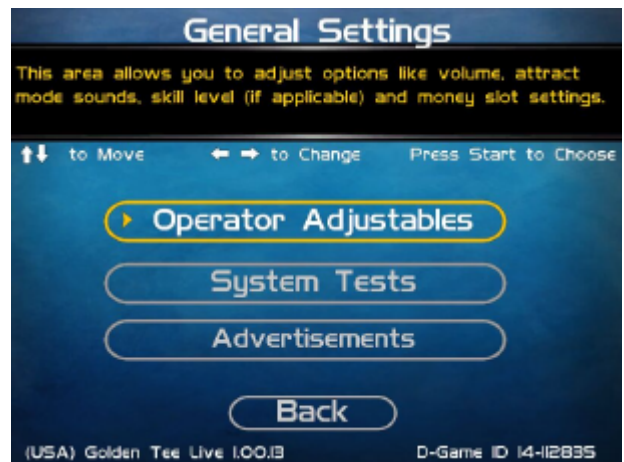 General Settings
This area allows you to adjust options like volume, attract
mode sounds, skill level (if applicable) and money slot settings.
↑↓ to Move ← → to Change Press Start to Choose
Operator Adjustables
System Tests
Advertisements
Back
(USA) Golden Tee Live 1.00.13 D-Game ID 14-112835